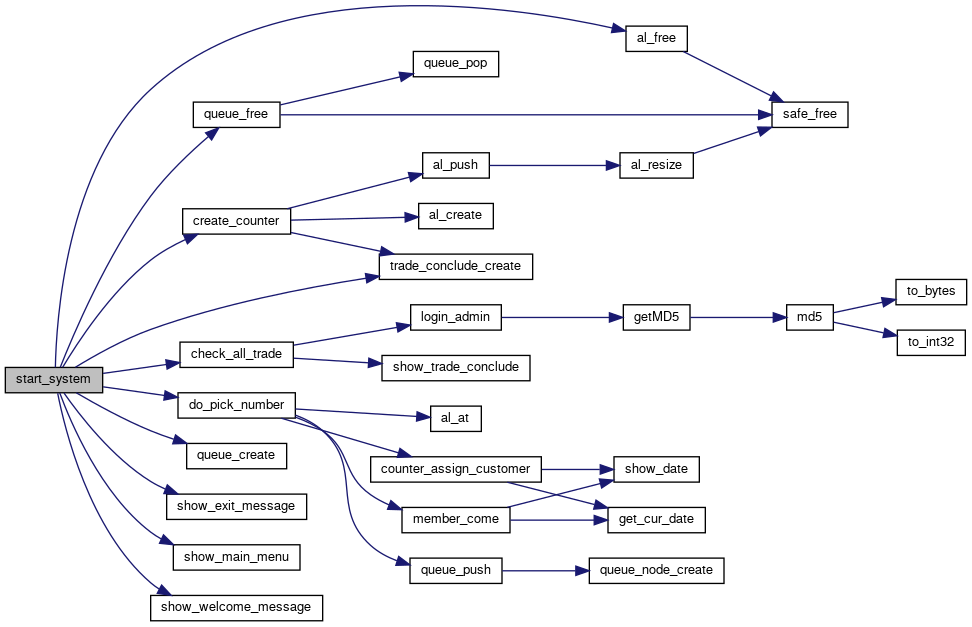 al_free
queue_pop
queue_free
safe_free
al_push
al_resize
create_counter
al_create
trade_conclude_create
to_bytes
login_admin
getMD5
md5
to_int32
check_all_trade
show_trade_conclude
start_system
do_pick_number
al_at
queue_create
counter_assign_customer
show_date
show_exit_message
member_come
get_cur_date
show_main_menu
queue_push
queue_node_create
show_welcome_message